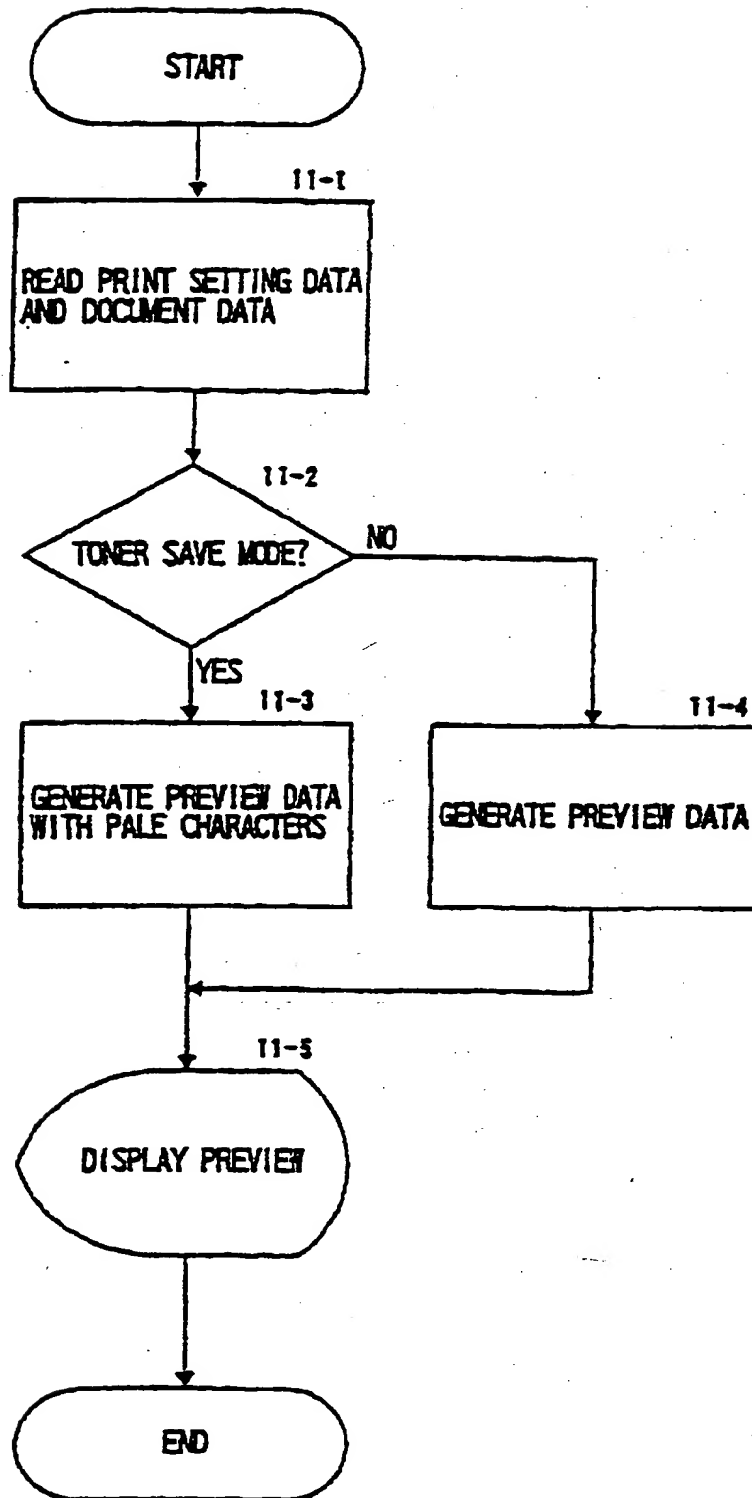 START
11-1
READ PRINT SETTING DATA
AND DOCUMENT DATA
11-2
TONER SAVE MODE?
NO
YES
11-3
11-4
GENERATE PREVIEW DATA
WITH PALE CHARACTERS
GENERATE PREVIEW DATA
11-5
DISPLAY PREVIEW
END